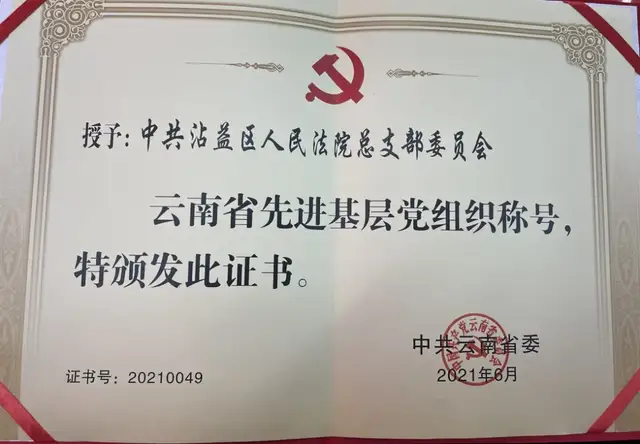 授予：中共沾益区人民法院总支部委员会
云南省先进基层党组织称号，
特颁发此证书。
中共云南省委
2021年6月
证书号：20210049